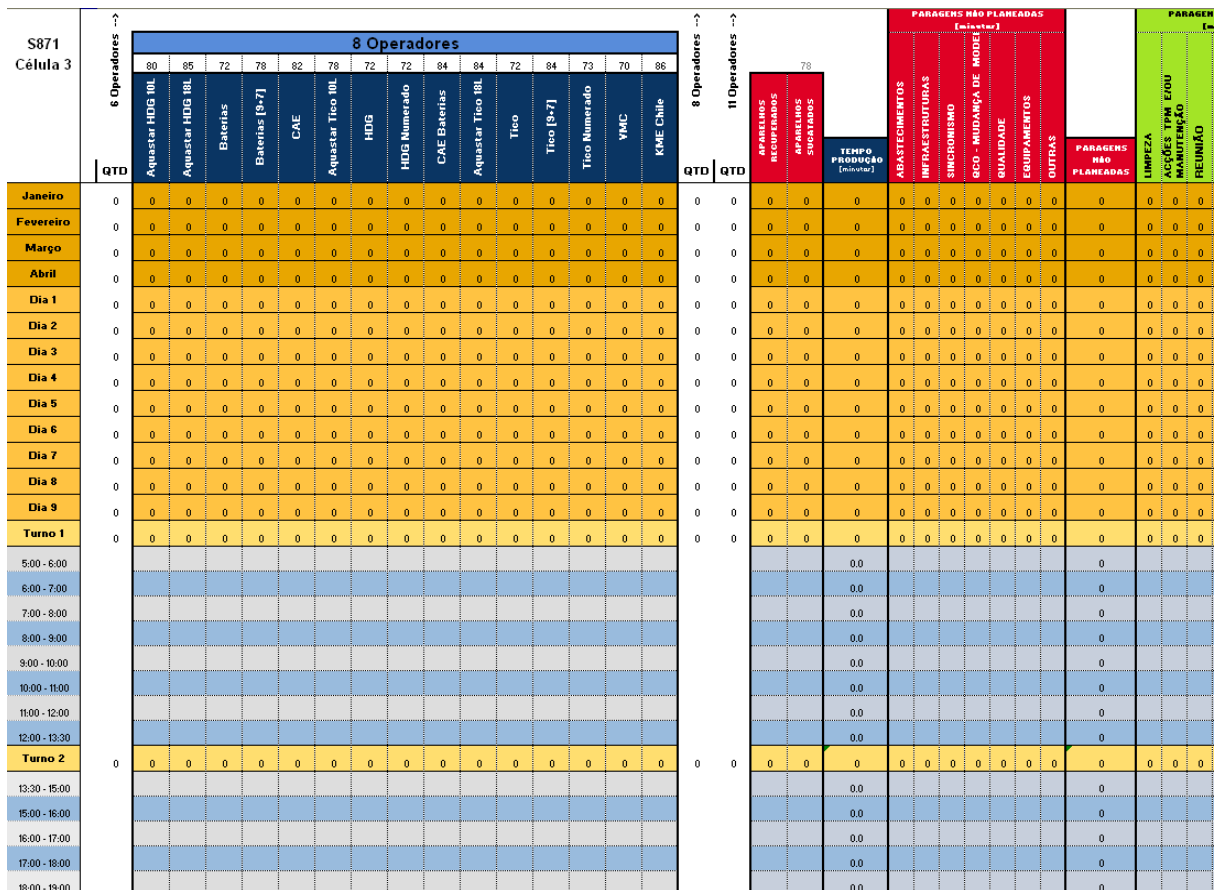 S871
Célula 3
6 Operadores -->
QTD
8 Operadores
80 85 72 78 82 78 72 72 84 84 72 84 73 70 86
Aquastar HDG 10L
Aquastar HDG 18L
Baterias
Baterias [9+7]
CAE
Aquastar Tico 10L
HDG
HDG Numerado
CAE Baterias
Aquastar Tico 18L
Tico
Tico [9+7]
Tico Numerado
VMC
KME Chile
8 Operadores -->
QTD
11 Operadores -->
QTD
78
APARELHOS RECUPERADOS
APARELHOS SUCATADOS
TEMPO
PRODUÇÃO
[minutos]
PARAGENS NÃO PLANEADAS
[minutos]
ABASTECIMENTOS
INFRAESTRUTURAS
SINCRONISMO
QCO - MUDANÇA DE MODEL
QUALIDADE
EQUIPAMENTOS
OUTRAS
PARAGENS
NÃO
PLANEADAS
PARAGEN
LIMPEZA
ACÇÕES TPM E/OU MANUTENÇÃO
REUNIÃO
Janeiro 0 0 0 0 0 0 0 0 0 0 0 0 0 0 0 0 0 0 0 0 0 0 0 0 0 0 0 0 0 0 0 0
Fevereiro 0 0 0 0 0 0 0 0 0 0 0 0 0 0 0 0 0 0 0 0 0 0 0 0 0 0 0 0 0 0 0 0
Março 0 0 0 0 0 0 0 0 0 0 0 0 0 0 0 0 0 0 0 0 0 0 0 0 0 0 0 0 0 0 0 0
Abril 0 0 0 0 0 0 0 0 0 0 0 0 0 0 0 0 0 0 0 0 0 0 0 0 0 0 0 0 0 0 0 0
Dia 1 0 0 0 0 0 0 0 0 0 0 0 0 0 0 0 0 0 0 0 0 0 0 0 0 0 0 0 0 0 0 0 0
Dia 2 0 0 0 0 0 0 0 0 0 0 0 0 0 0 0 0 0 0 0 0 0 0 0 0 0 0 0 0 0 0 0 0
Dia 3 0 0 0 0 0 0 0 0 0 0 0 0 0 0 0 0 0 0 0 0 0 0 0 0 0 0 0 0 0 0 0 0
Dia 4 0 0 0 0 0 0 0 0 0 0 0 0 0 0 0 0 0 0 0 0 0 0 0 0 0 0 0 0 0 0 0 0
Dia 5 0 0 0 0 0 0 0 0 0 0 0 0 0 0 0 0 0 0 0 0 0 0 0 0 0 0 0 0 0 0 0 0
Dia 6 0 0 0 0 0 0 0 0 0 0 0 0 0 0 0 0 0 0 0 0 0 0 0 0 0 0 0 0 0 0 0 0
Dia 7 0 0 0 0 0 0 0 0 0 0 0 0 0 0 0 0 0 0 0 0 0 0 0 0 0 0 0 0 0 0 0 0
Dia 8 0 0 0 0 0 0 0 0 0 0 0 0 0 0 0 0 0 0 0 0 0 0 0 0 0 0 0 0 0 0 0 0
Dia 9 0 0 0 0 0 0 0 0 0 0 0 0 0 0 0 0 0 0 0 0 0 0 0 0 0 0 0 0 0 0 0 0
Turno 1 0 0 0 0 0 0 0 0 0 0 0 0 0 0 0 0 0 0 0 0 0 0 0 0 0 0 0 0 0 0 0 0
5:00 - 6:00 0.0 0
6:00 - 7:00 0.0 0
7:00 - 8:00 0.0 0
8:00 - 9:00 0.0 0
9:00 - 10:00 0.0 0
10:00 - 11:00 0.0 0
11:00 - 12:00 0.0 0
12:00 - 13:30 0.0 0
Turno 2 0 0 0 0 0 0 0 0 0 0 0 0 0 0 0 0 0 0 0 0 0 0 0 0 0 0 0 0 0 0 0 0
13:30 - 15:00 0.0 0
15:00 - 16:00 0.0 0
16:00 - 17:00 0.0 0
17:00 - 18:00 0.0 0
18:00 - 19:00 0.0 0